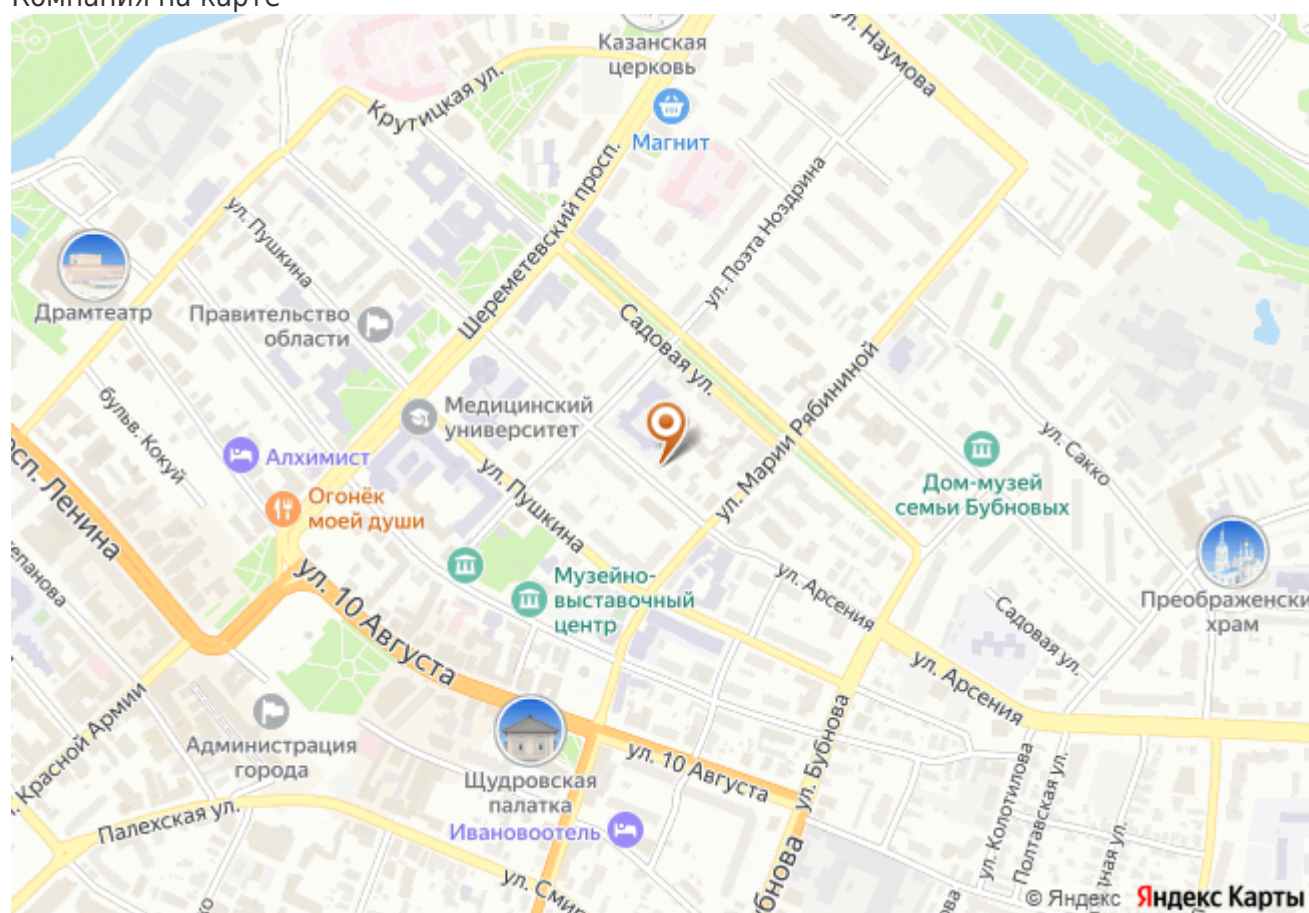 Компания на карте
Казанская
церковь
ул. Наумова
Крутицкая ул.
Магнит
Шереметевский просп.
ул. Поэта Ноздрина
ул. Пушкина
Драмтеатр
Правительство
области
Садовая ул.
бульв. Кокуй
Медицинский
университет
ул. Марии Рябининой
ул. Сакко
Алхимист
Огонёк
моей души
ул. Пушкина
Дом-музей
семьи Бубновых
просп. Ленина
Музейно-
выставочный
центр
ул. Арсения
Преображенски
храм
Садовая ул.
ул. 10 Августа
ул. Арсения
Красной Армии
Администрация
города
ул. Бубнова
Щудровская
палатка
ул. 10 Августа
Палехская ул.
Ивановоотель
ул. Колотилова
Полтавская ул.
© Яндекс Яндекс Карты